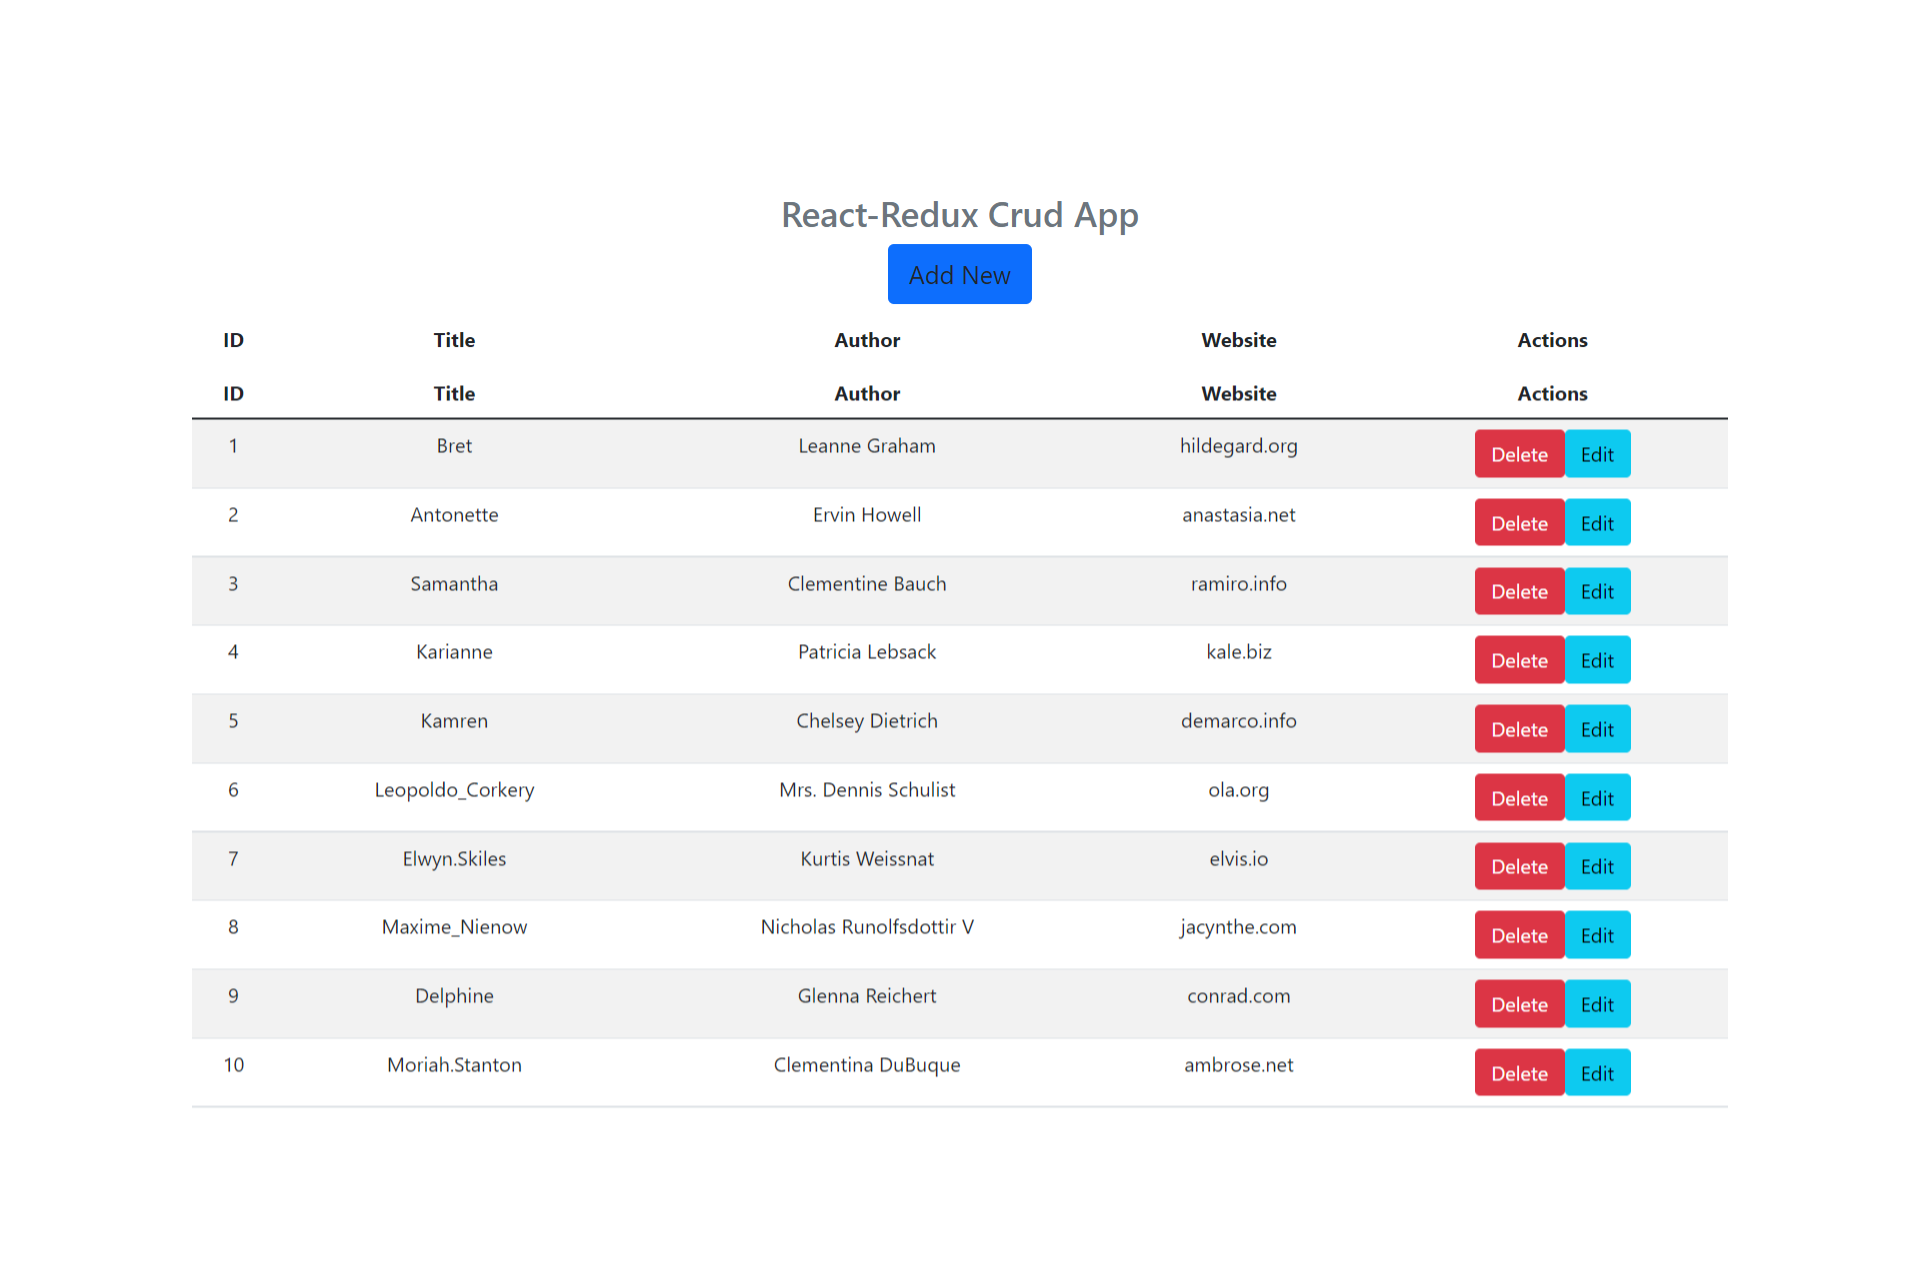 React-Redux Crud App
Add New
ID Title Author Website Actions
ID Title Author Website Actions
1 Bret Leanne Graham hildegard.org Delete Edit
2 Antonette Ervin Howell anastasia.net Delete Edit
3 Samantha Clementine Bauch ramiro.info Delete Edit
4 Karianne Patricia Lebsack kale.biz Delete Edit
5 Kamren Chelsey Dietrich demarco.info Delete Edit
6 Leopoldo_Corkery Mrs. Dennis Schulist ola.org Delete Edit
7 Elwyn.Skiles Kurtis Weissnat elvis.io Delete Edit
8 Maxime_Nienow Nicholas Runolfsdottir V jacynthe.com Delete Edit
9 Delphine Glenna Reichert conrad.com Delete Edit
10 Moriah.Stanton Clementina DuBuque ambrose.net Delete Edit